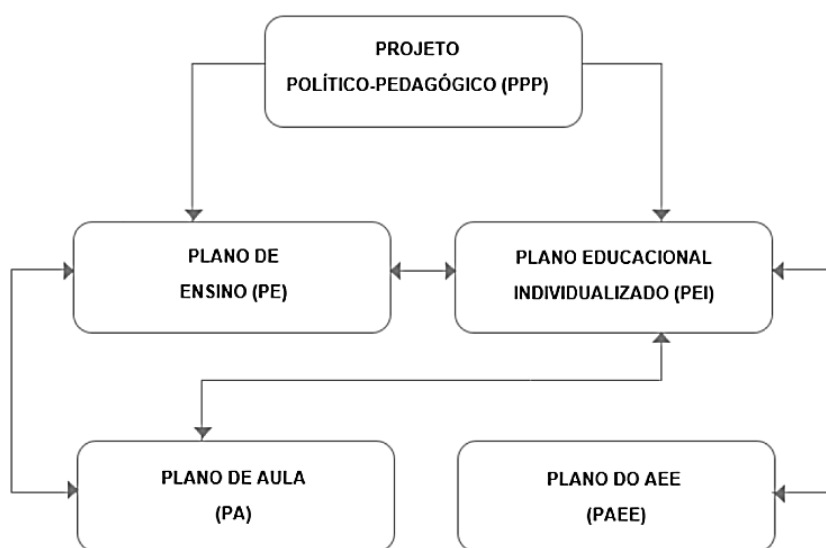 PROJETO
POLÍTICO-PEDAGÓGICO (PPP)
PLANO DE
ENSINO (PE)
PLANO EDUCACIONAL
INDIVIDUALIZADO (PEI)
PLANO DE AULA
(PA)
PLANO DO AEE
(PAEE)